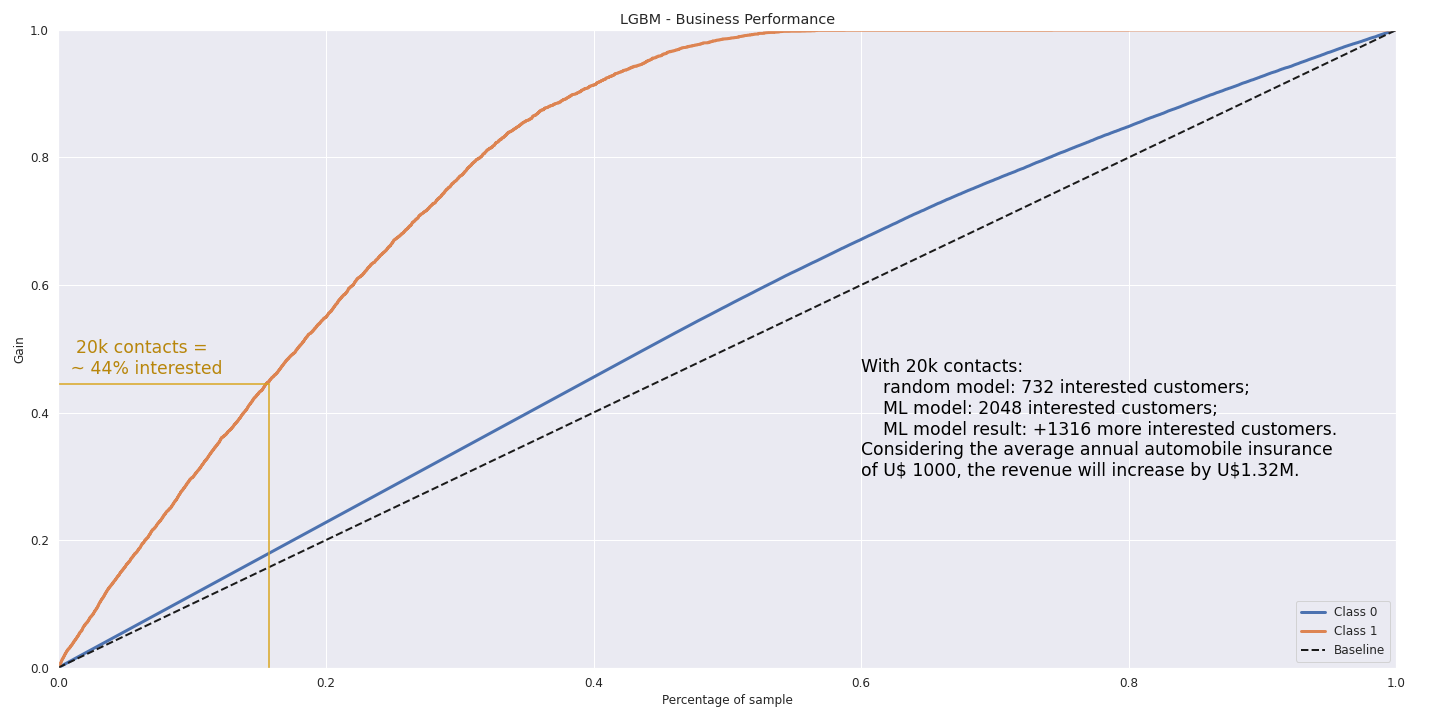 LGBM - Business Performance
1.0
0.8
0.6
0.4
0.2
0.0
Gain
20k contacts =
~ 44% interested
With 20k contacts:
random model: 732 interested customers;
ML model: 2048 interested customers;
ML model result: +1316 more interested customers.
Considering the average annual automobile insurance
of U$ 1000, the revenue will increase by U$1.32M.
Class 0
Class 1
Baseline
0.0 0.2 0.4 0.6 0.8 1.0
Percentage of sample